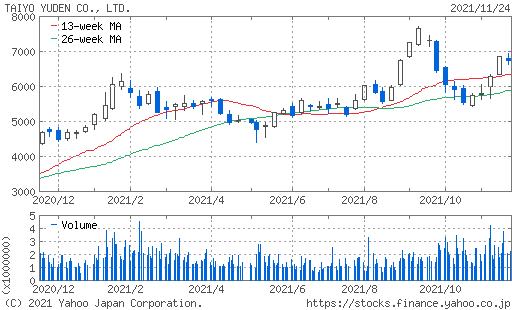 TAIYO YUDEN CO., LTD. 2021/11/24
8000
13-week MA
26-week MA
7000
6000
5000
4000
3000
2020/12 2021/2 2021/4 2021/6 2021/8 2021/10
5
Volume
4
3
2
1
0
(x1000000)
2020/12 2021/2 2021/4 2021/6 2021/8 2021/10
(C) 2021 Yahoo Japan Corporation. https://stocks.finance.yahoo.co.jp